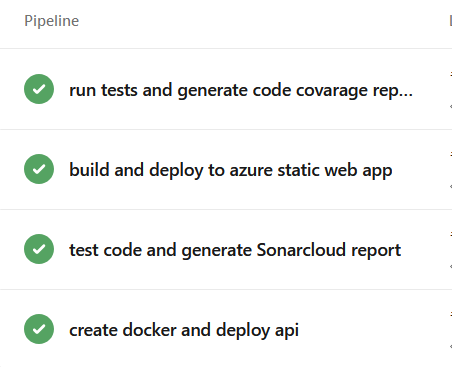 Pipeline
run tests and generate code covarage rep...
build and deploy to azure static web app
test code and generate Sonarcloud report
create docker and deploy api